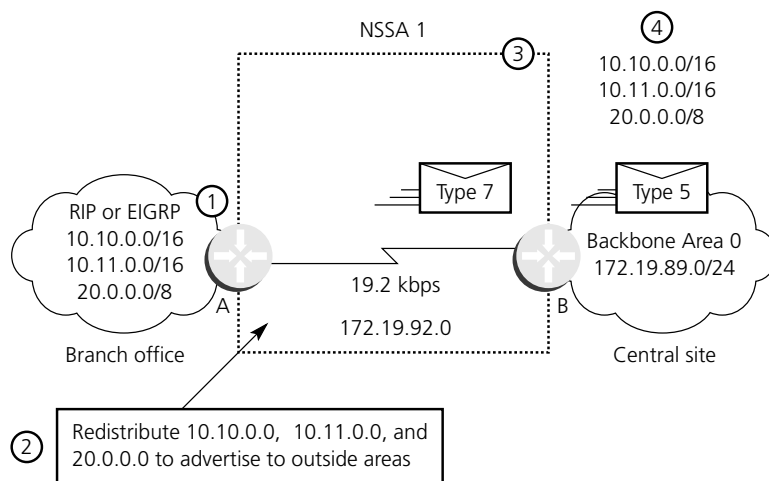 NSSA 1
4
3
10.10.0.0/16
10.11.0.0/16
20.0.0.0/8
Type 7
Type 5
1
RIP or EIGRP
10.10.0.0/16
10.11.0.0/16
20.0.0.0/8
Backbone Area 0
172.19.89.0/24
19.2 kbps
A
B
172.19.92.0
Branch office
Central site
2
Redistribute 10.10.0.0, 10.11.0.0, and
20.0.0.0 to advertise to outside areas